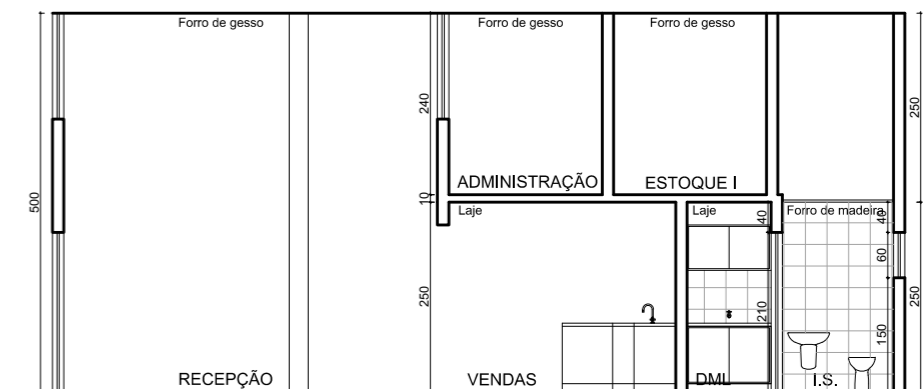 Forro de gesso
Forro de gesso
Forro de gesso
240
250
ADMINISTRAÇÃO
ESTOQUE I
500
10
Laje
Laje
40
Forro de madeira
40
60
250
210
150
250
RECEPÇÃO
VENDAS
DML
I.S.